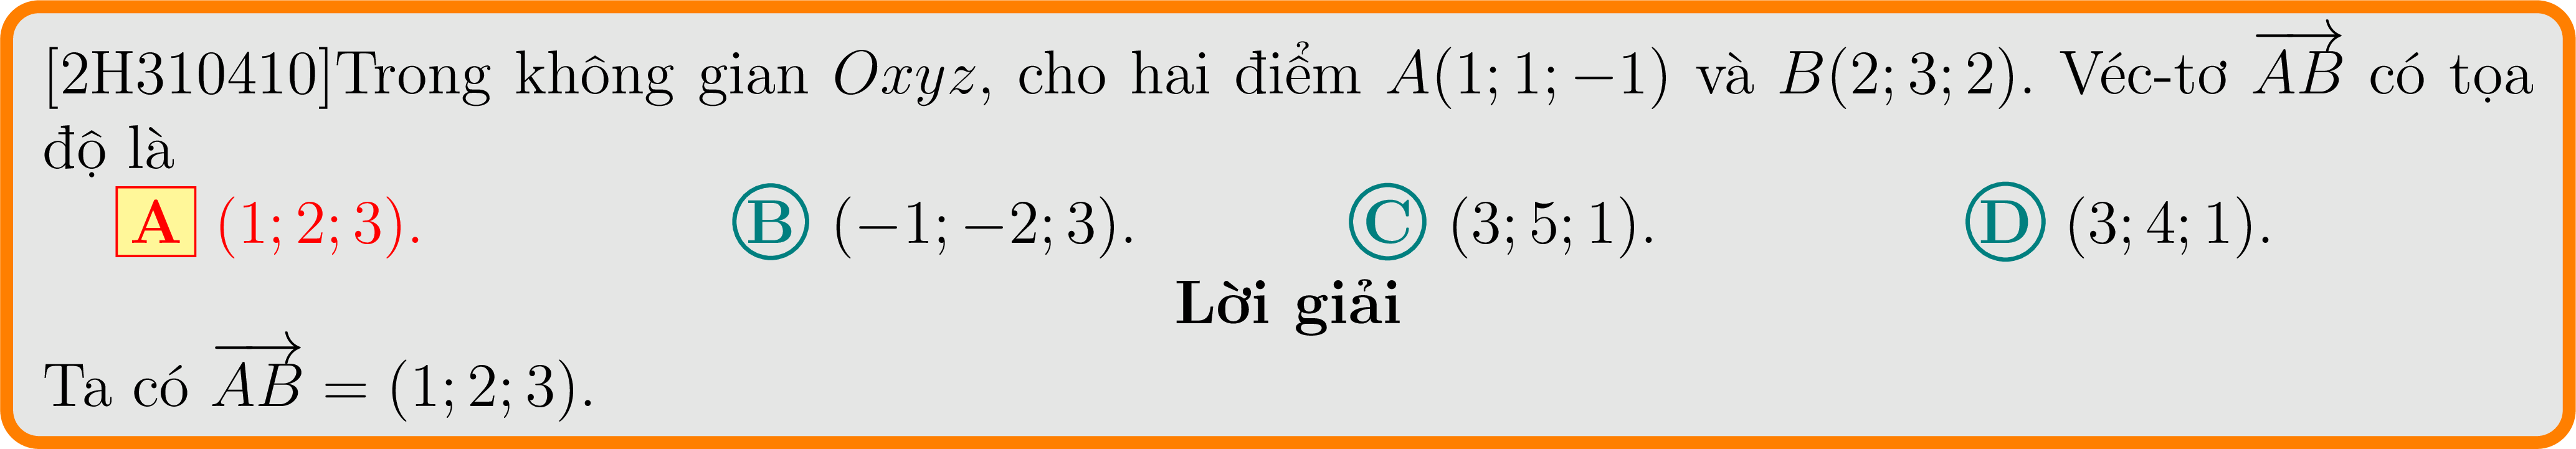 [2H310410]Trong không gian Oxyz, cho hai điểm A(1; 1; −1) và B(2; 3; 2). Véc-tơ $\overrightarrow{AB}$ có tọa
độ là
A (1; 2; 3). B (−1; −2; 3). C (3; 5; 1). D (3; 4; 1).
Lời giải
Ta có $\overrightarrow{AB}$ = (1; 2; 3).